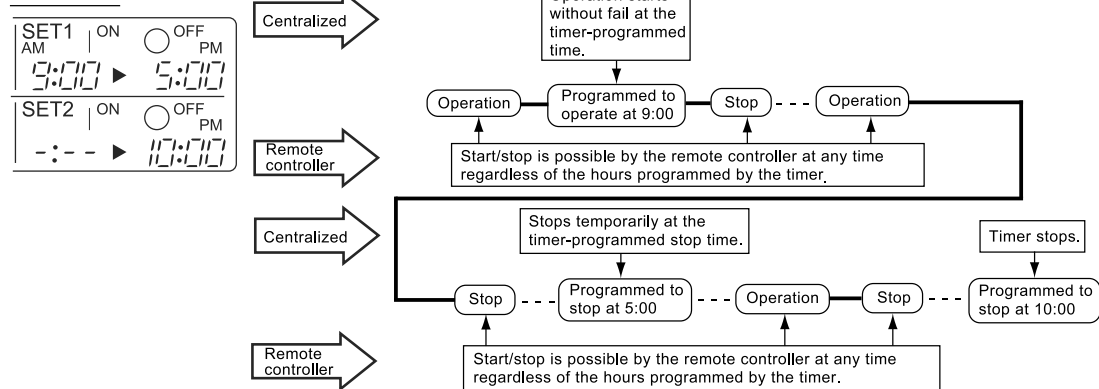 SET1 ON OFF
AM PM
9:00 ▶ 5:00
SET2 ON OFF
PM
-:-- ▶ 10:00
Centralized
Operation starts
without fail at the
timer-programmed
time.
Operation
Programmed to
operate at 9:00
Stop
Operation
Remote
controller
Start/stop is possible by the remote controller at any time
regardless of the hours programmed by the timer.
Centralized
Stops temporarily at the
timer-programmed stop time.
Timer stops.
Stop
Programmed to
stop at 5:00
Operation
Stop
Programmed to
stop at 10:00
Remote
controller
Start/stop is possible by the remote controller at any time
regardless of the hours programmed by the timer.